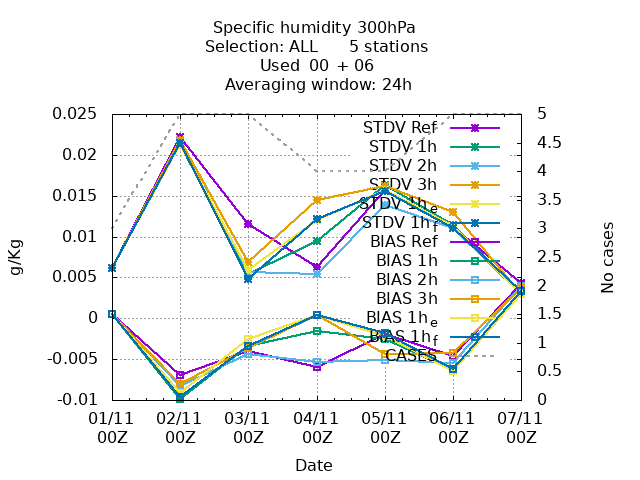 Specific humidity 300hPa
Selection: ALL 5 stations
Used 00 + 06
Averaging window: 24h
0.025
0.02
0.015
0.01
0.005
0
-0.005
-0.01
g/Kg
STDV Ref
STDV 1h
STDV 2h
STDV 3h
STDV 1he
STDV 1hf
BIAS Ref
BIAS 1h
BIAS 2h
BIAS 3h
BIAS 1he
BIAS 1hf
CASES
5
4.5
4
3.5
3
2.5
2
1.5
1
0.5
0
No cases
01/11 02/11 03/11 04/11 05/11 06/11 07/11
00Z 00Z 00Z 00Z 00Z 00Z 00Z
Date